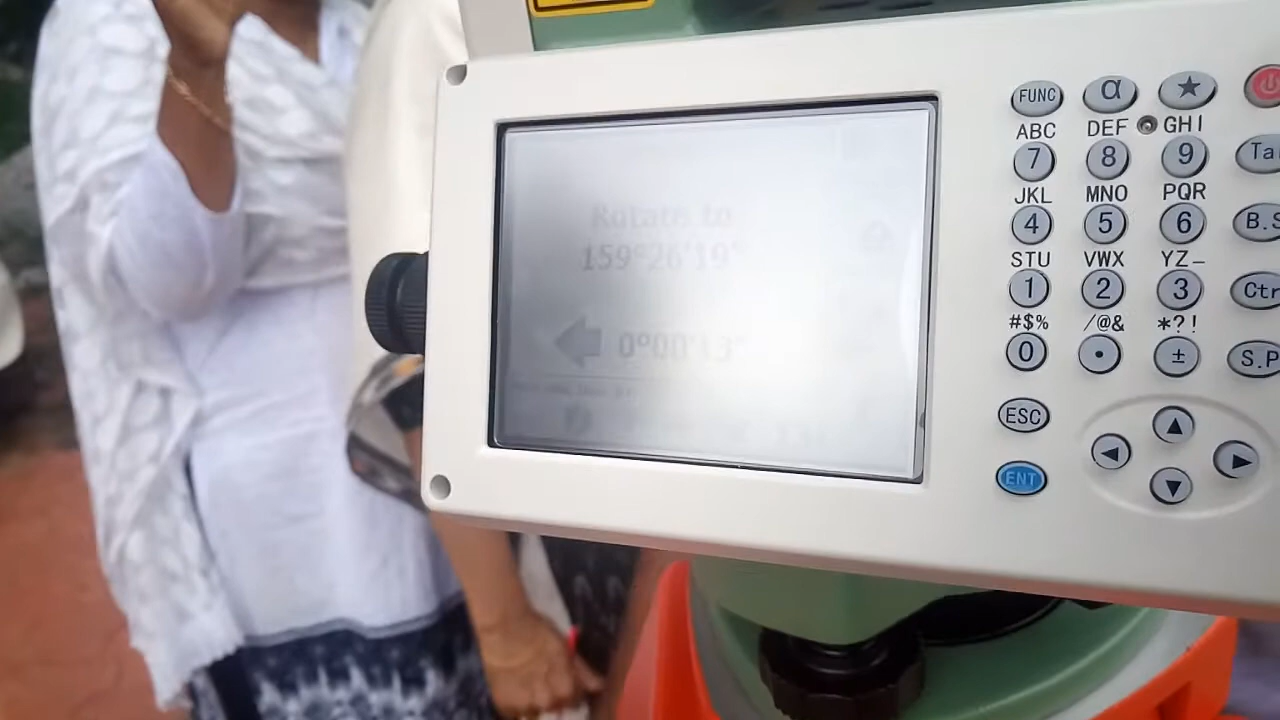 Rotate to
159°26'19"
0°00'13"
FUNC α ★
ABC DEF GHI
7 8 9
JKL MNO PQR
4 5 6 B.S
STU VWX YZ_
1 2 3
#$% /@& *?!
0 • ± S.P
ESC
ENT